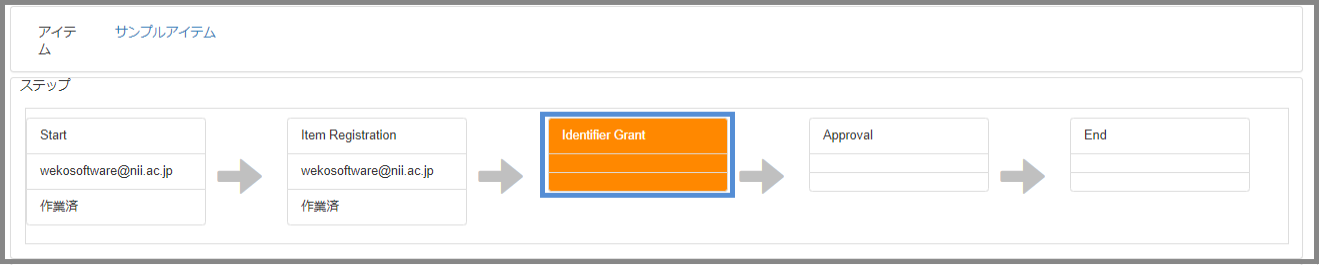 アイテ
ム
サンプルアイテム
ステップ
Start
Item Registration
Identifier Grant
Approval
End
wekosoftware@nii.ac.jp
wekosoftware@nii.ac.jp
作業済
作業済